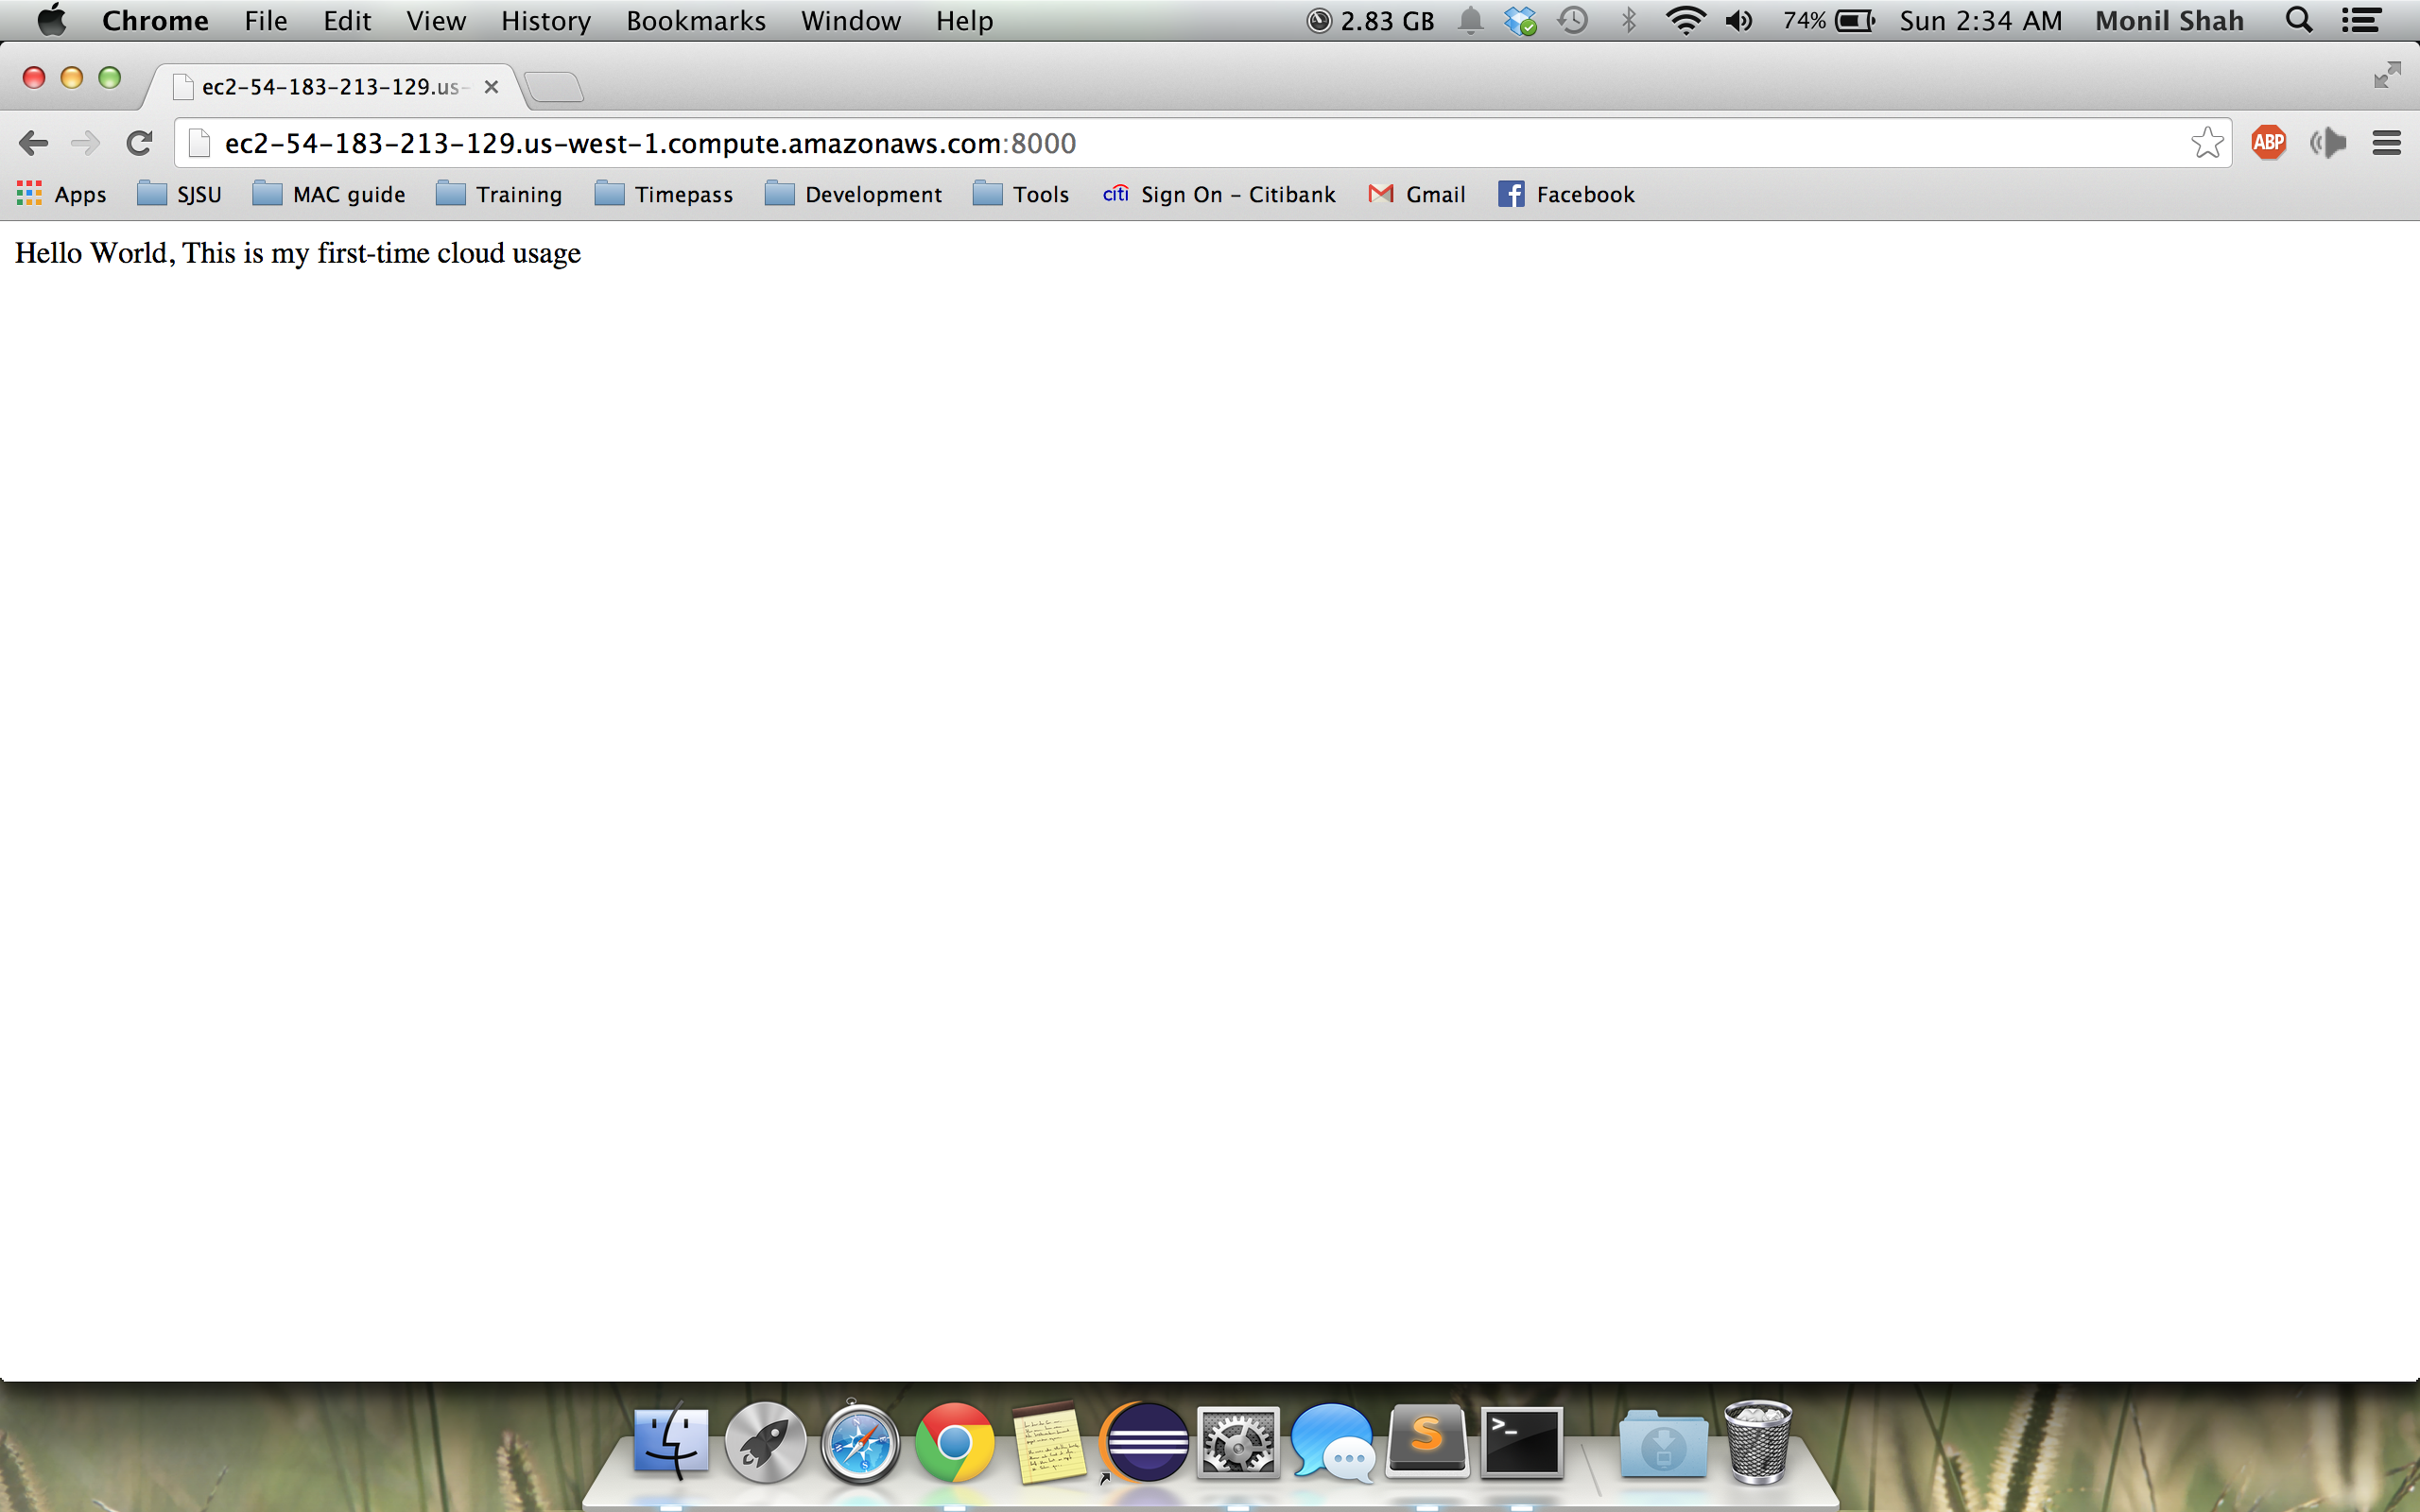 Chrome File Edit View History Bookmarks Window Help 2.83 GB 74% Sun 2:34 AM Monil Shah
ec2-54-183-213-129.us-
ec2-54-183-213-129.us-west-1.compute.amazonaws.com:8000 ABP
Apps SJSU MAC guide Training Timepass Development Tools citi Sign On - Citibank Gmail Facebook
Hello World, This is my first-time cloud usage